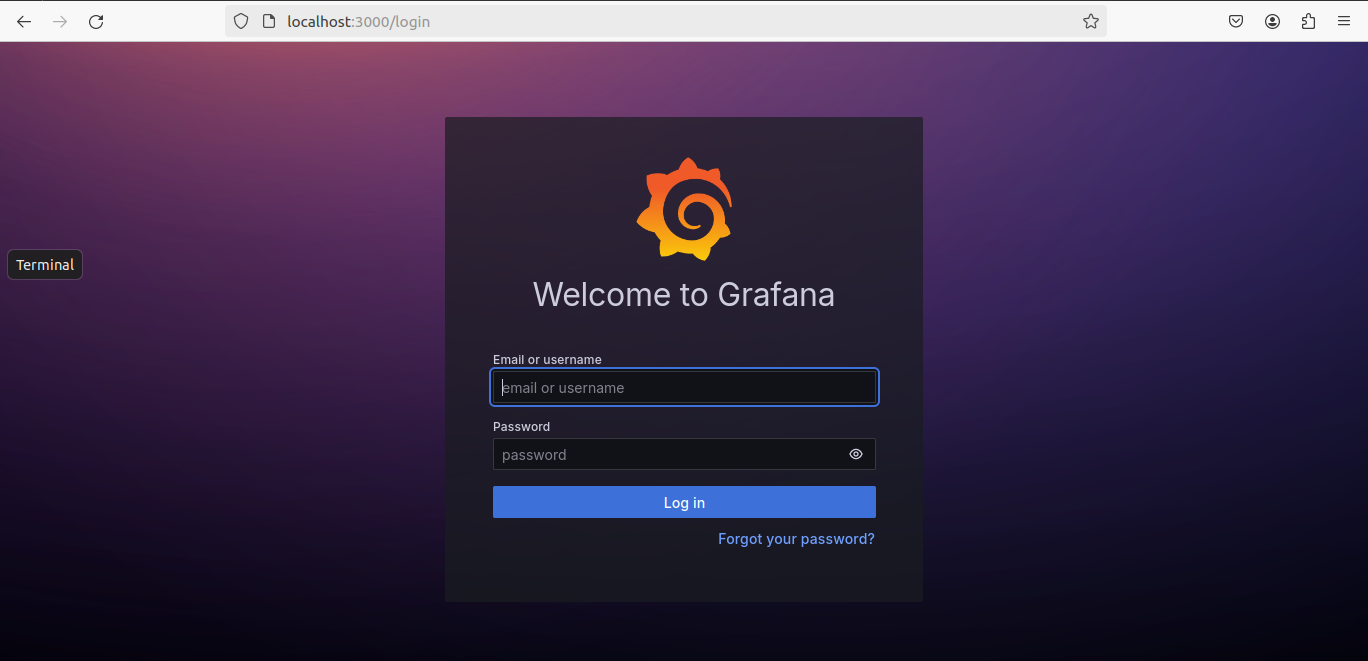 localhost:3000/login
Welcome to Grafana
Terminal
Email or username
email or username
Password
password
Log in
Forgot your password?